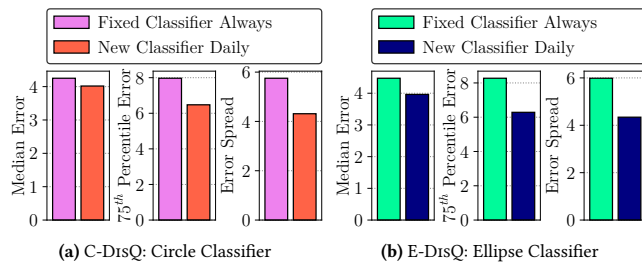 Fixed Classifier Always
New Classifier Daily
Median Error
0
1
2
3
4
75th Percentile Error
0
2
4
6
8
Error Spread
0
2
4
6
(a) C-DisQ: Circle Classifier
Fixed Classifier Always
New Classifier Daily
Median Error
0
1
2
3
4
75th Percentile Error
0
2
4
6
8
Error Spread
0
2
4
6
(b) E-DisQ: Ellipse Classifier